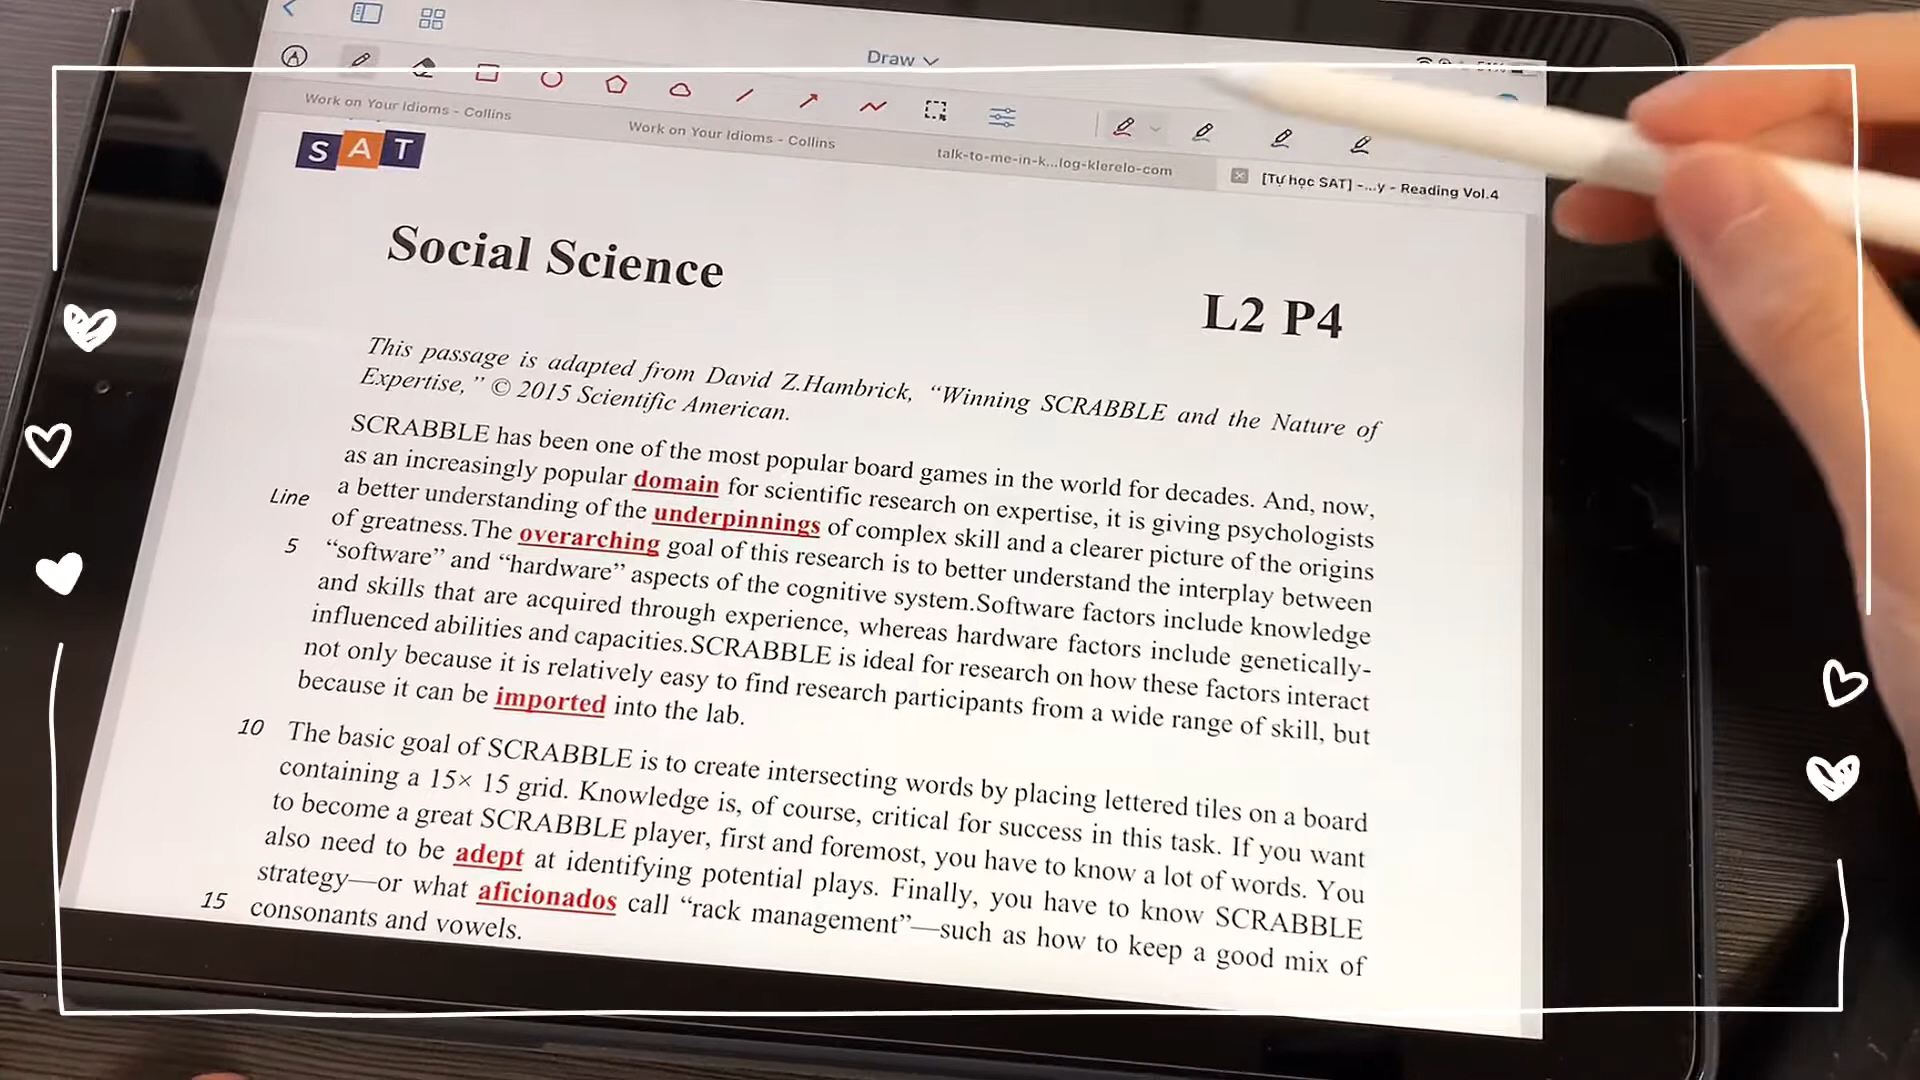 Draw
Work on Your Idioms - Collins
Work on Your Idioms - Collins
talk-to-me-in-k...log-klerelo-com
[Tự học SAT] -...y - Reading Vol.4
SAT
Social Science
L2 P4
This passage is adapted from David Z.Hambrick, “Winning SCRABBLE and the Nature of
Expertise,” © 2015 Scientific American.
SCRABBLE has been one of the most popular board games in the world for decades. And, now,
as an increasingly popular domain for scientific research on expertise, it is giving psychologists
Line a better understanding of the underpinnings of complex skill and a clearer picture of the origins
of greatness.The overarching goal of this research is to better understand the interplay between
5 “software” and “hardware” aspects of the cognitive system.Software factors include knowledge
and skills that are acquired through experience, whereas hardware factors include genetically-
influenced abilities and capacities.SCRABBLE is ideal for research on how these factors interact
not only because it is relatively easy to find research participants from a wide range of skill, but
because it can be imported into the lab.
10 The basic goal of SCRABBLE is to create intersecting words by placing lettered tiles on a board
containing a 15× 15 grid. Knowledge is, of course, critical for success in this task. If you want
to become a great SCRABBLE player, first and foremost, you have to know a lot of words. You
also need to be adept at identifying potential plays. Finally, you have to know SCRABBLE
strategy—or what aficionados call “rack management”—such as how to keep a good mix of
15 consonants and vowels.